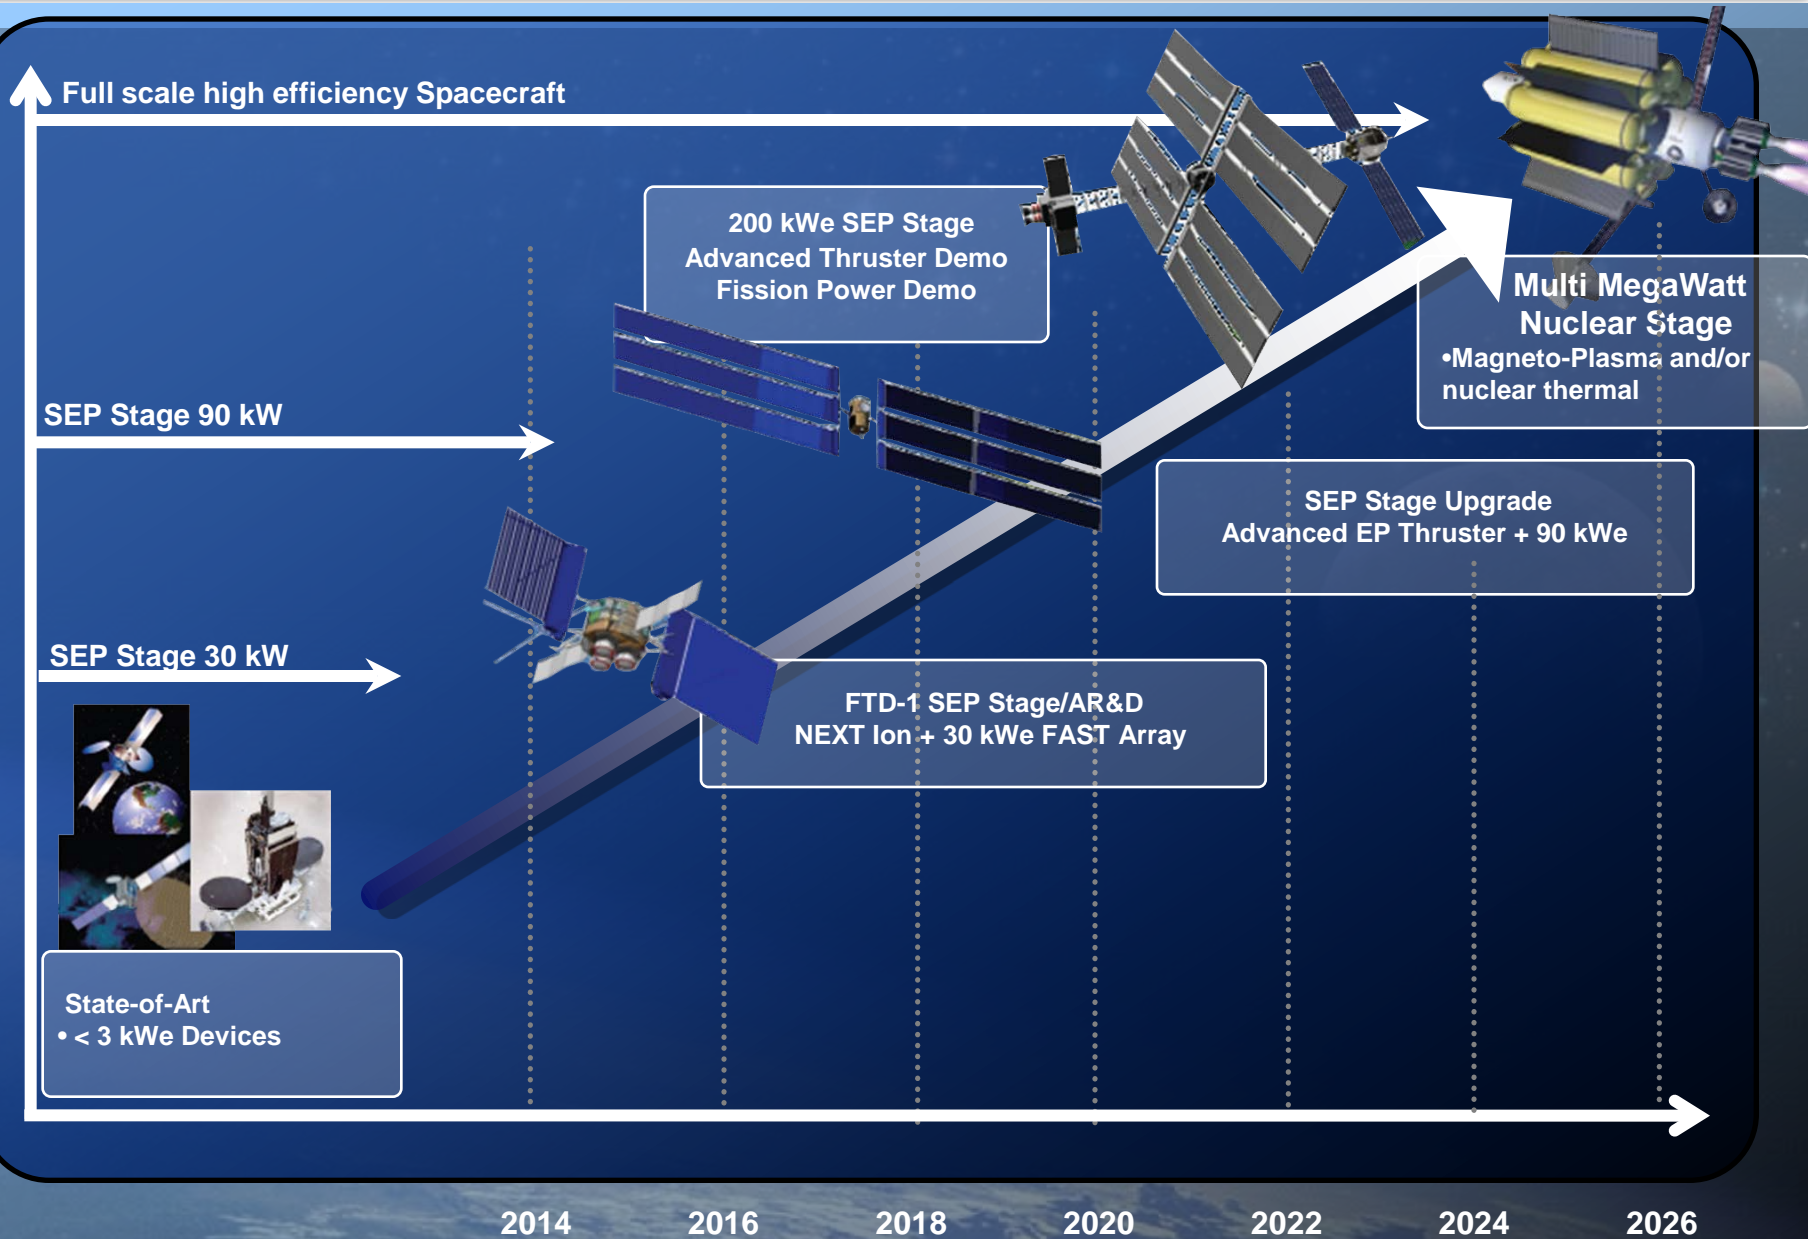 Full scale high efficiency Spacecraft
200 kWe SEP Stage
Advanced Thruster Demo
Fission Power Demo
Multi MegaWatt
Nuclear Stage
•Magneto-Plasma and/or
nuclear thermal
SEP Stage 90 kW
SEP Stage Upgrade
Advanced EP Thruster + 90 kWe
SEP Stage 30 kW
FTD-1 SEP Stage/AR&D
NEXT Ion + 30 kWe FAST Array
State-of-Art
• < 3 kWe Devices
2014 2016 2018 2020 2022 2024 2026